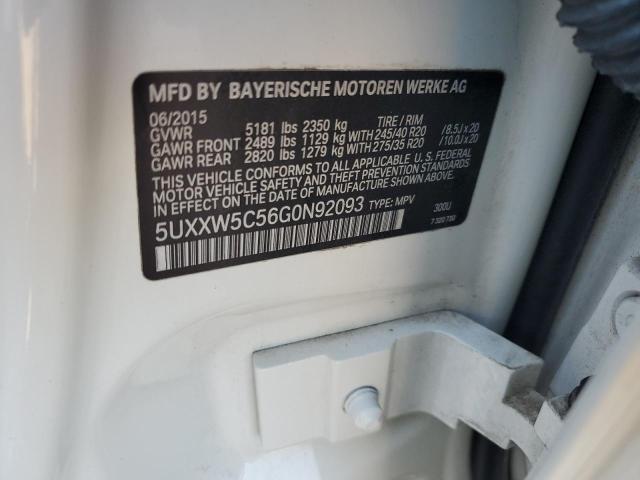 MFD BY BAYERISCHE MOTOREN WERKE AG
06/2015 TIRE / RIM
GVWR 5181 lbs 2350 kg
GAWR FRONT 2489 lbs 1129 kg WITH 245/40 R20 /8.5J x 20
GAWR REAR 2820 lbs 1279 kg WITH 275/35 R20 /10.0J x 20
THIS VEHICLE CONFORMS TO ALL APPLICABLE U.S. FEDERAL
MOTOR VEHICLE SAFETY AND THEFT PREVENTION STANDARDS
IN EFFECT ON THE DATE OF MANUFACTURE SHOWN ABOVE.
5UXXW5C56G0N92093 TYPE: MPV 300U
7 320 730